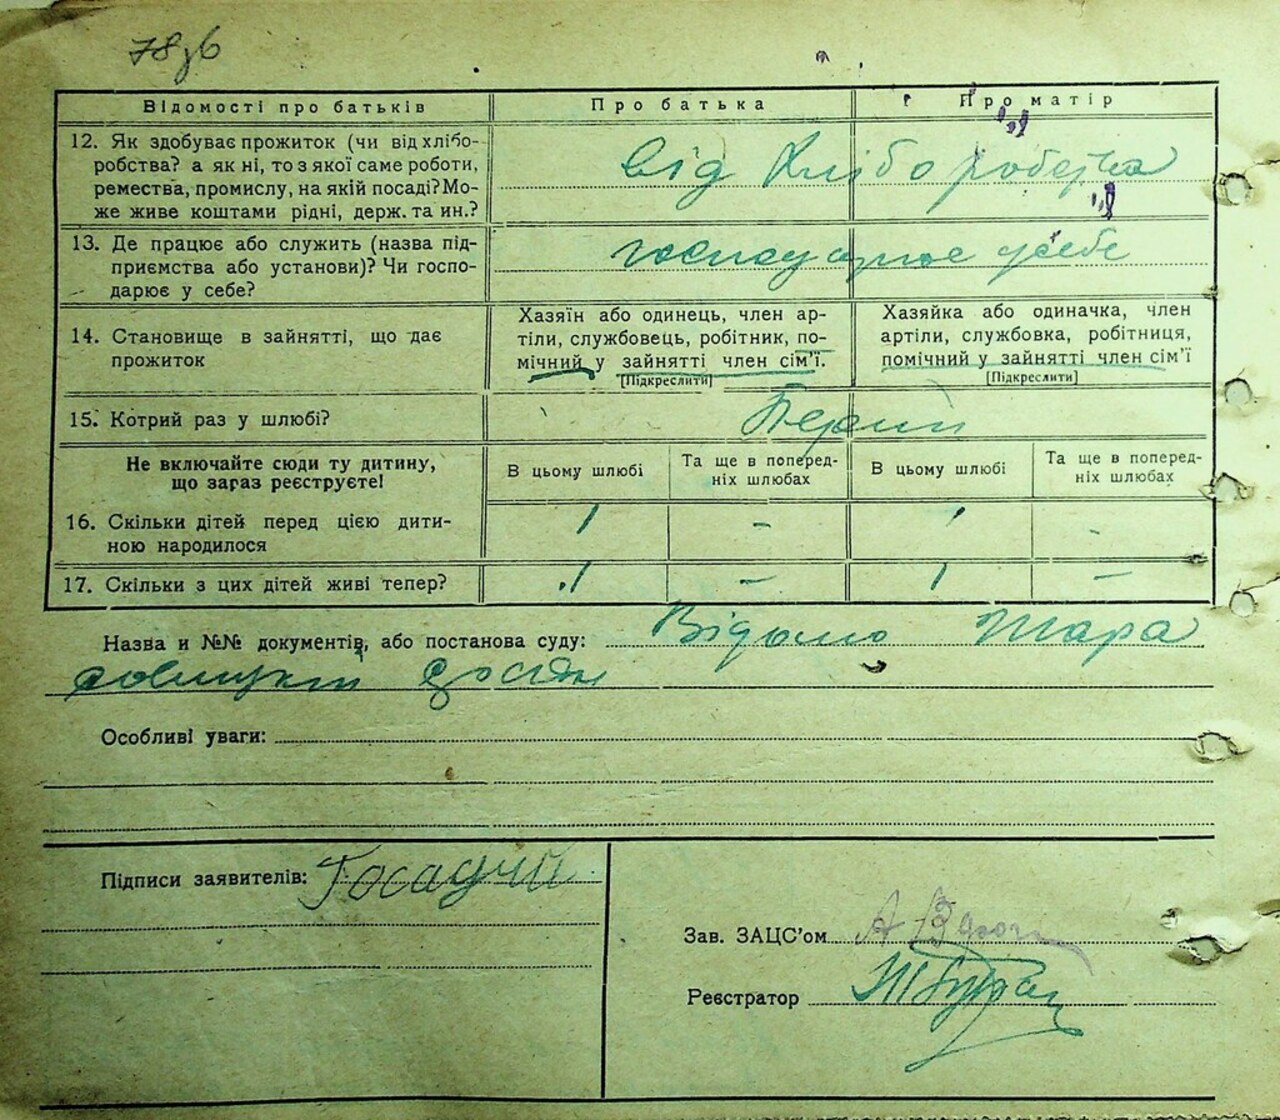 78зб
Відомості про батьків
Про батька
Про матір
12. Як здобуває прожиток (чи від хлібо-
робства? а як ні, то з якої саме роботи,
ремества, промислу, на якій посаді? Мо-
же живе коштами рідні, держ. та ин.?
від хлібороберча
13. Де працює або служить (назва під-
приємства або установи)? Чи госпо-
дарює у себе?
у себе
14. Становище в зайнятті, що дає
прожиток
Хазяїн або одинець, член ар-
тіли, службовець, робітник, по-
мічний у зайнятті член сім'ї.
[Підкреслити]
Хазяйка або одиначка, член
артіли, службовка, робітниця,
помічний у зайнятті член сім'ї
[Підкреслити]
15. Котрий раз у шлюбі?
Перший
Не включайте сюди ту дитину,
що зараз реєструєте!
В цьому шлюбі
Та ще в поперед-
ніх шлюбах
В цьому шлюбі
Та ще в поперед-
ніх шлюбах
16. Скільки дітей перед цією дити-
ною народилося
1 - 1 -
17. Скільки з цих дітей живі тепер?
1 - 1 -
Назва и №№ документів, або постанова суду: Відомо
Особливі уваги:
Підписи заявителів:
Зав. ЗАЦС'ом
Реєстратор